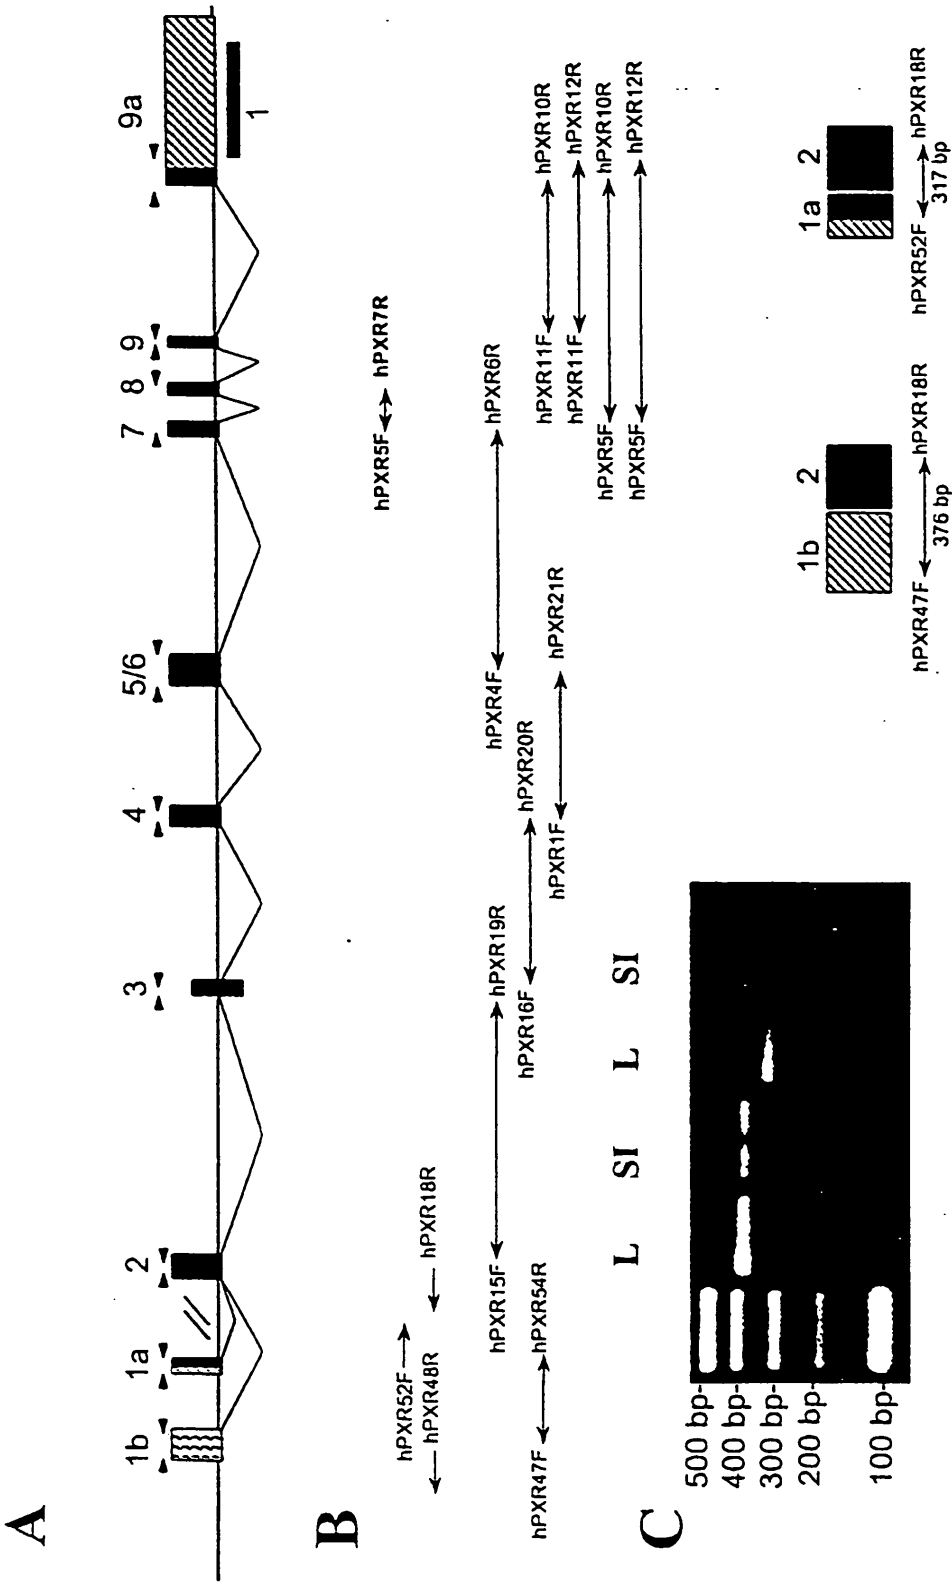 A
1b 1a 2 3 4 5/6 7 8 9 9a
1
B
hPXR52F hPXR5F hPXR7R
hPXR48R hPXR18R
hPXR15F hPXR19R hPXR4F hPXR6R
hPXR47F hPXR54R hPXR16F hPXR20R hPXR11F hPXR10R
hPXR1F hPXR21R hPXR11F hPXR12R
hPXR5F hPXR10R
hPXR5F hPXR12R
C
L SI L SI
500 bp-
400 bp-
300 bp-
200 bp-
100 bp-
1b 2
hPXR47F hPXR18R
376 bp
1a 2
hPXR52F hPXR18R
317 bp